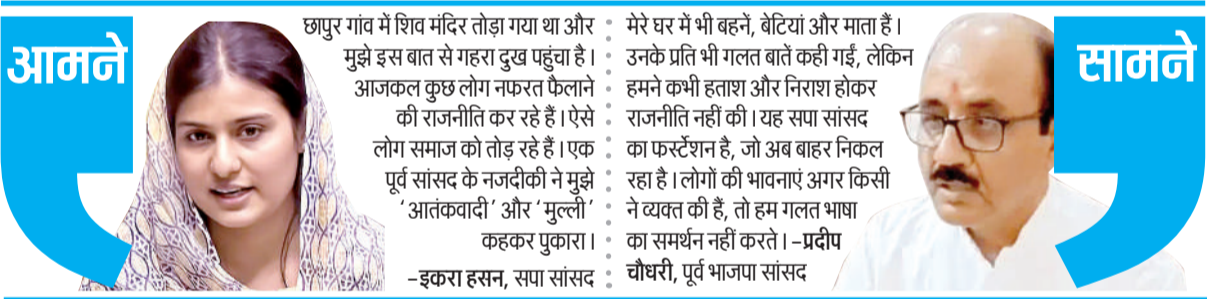 आमने
छापुर गांव में शिव मंदिर तोड़ा गया था और
मुझे इस बात से गहरा दुख पहुंचा है।
आजकल कुछ लोग नफरत फैलाने
की राजनीति कर रहे हैं। ऐसे
लोग समाज को तोड़ रहे हैं। एक
पूर्व सांसद के नजदीकी ने मुझे
‘आतंकवादी’ और ‘मुल्ली’
कहकर पुकारा।
–इकरा हसन, सपा सांसद
मेरे घर में भी बहनें, बेटियां और माता हैं।
उनके प्रति भी गलत बातें कही गईं, लेकिन
हमने कभी हताश और निराश होकर
राजनीति नहीं की। यह सपा सांसद
का फर्स्टेशन है, जो अब बाहर निकल
रहा है। लोगों की भावनाएं अगर किसी
ने व्यक्त की हैं, तो हम गलत भाषा
का समर्थन नहीं करते। –प्रदीप
चौधरी, पूर्व भाजपा सांसद
सामने